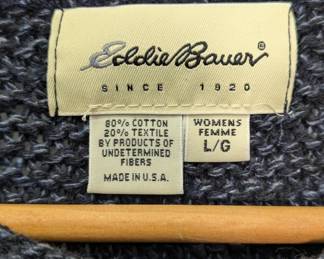 Eddie Bauer®
SINCE 1920
80% COTTON
20% TEXTILE
BY PRODUCTS OF
UNDETERMINED
FIBERS
MADE IN U.S.A.
WOMENS
FEMME
L/G